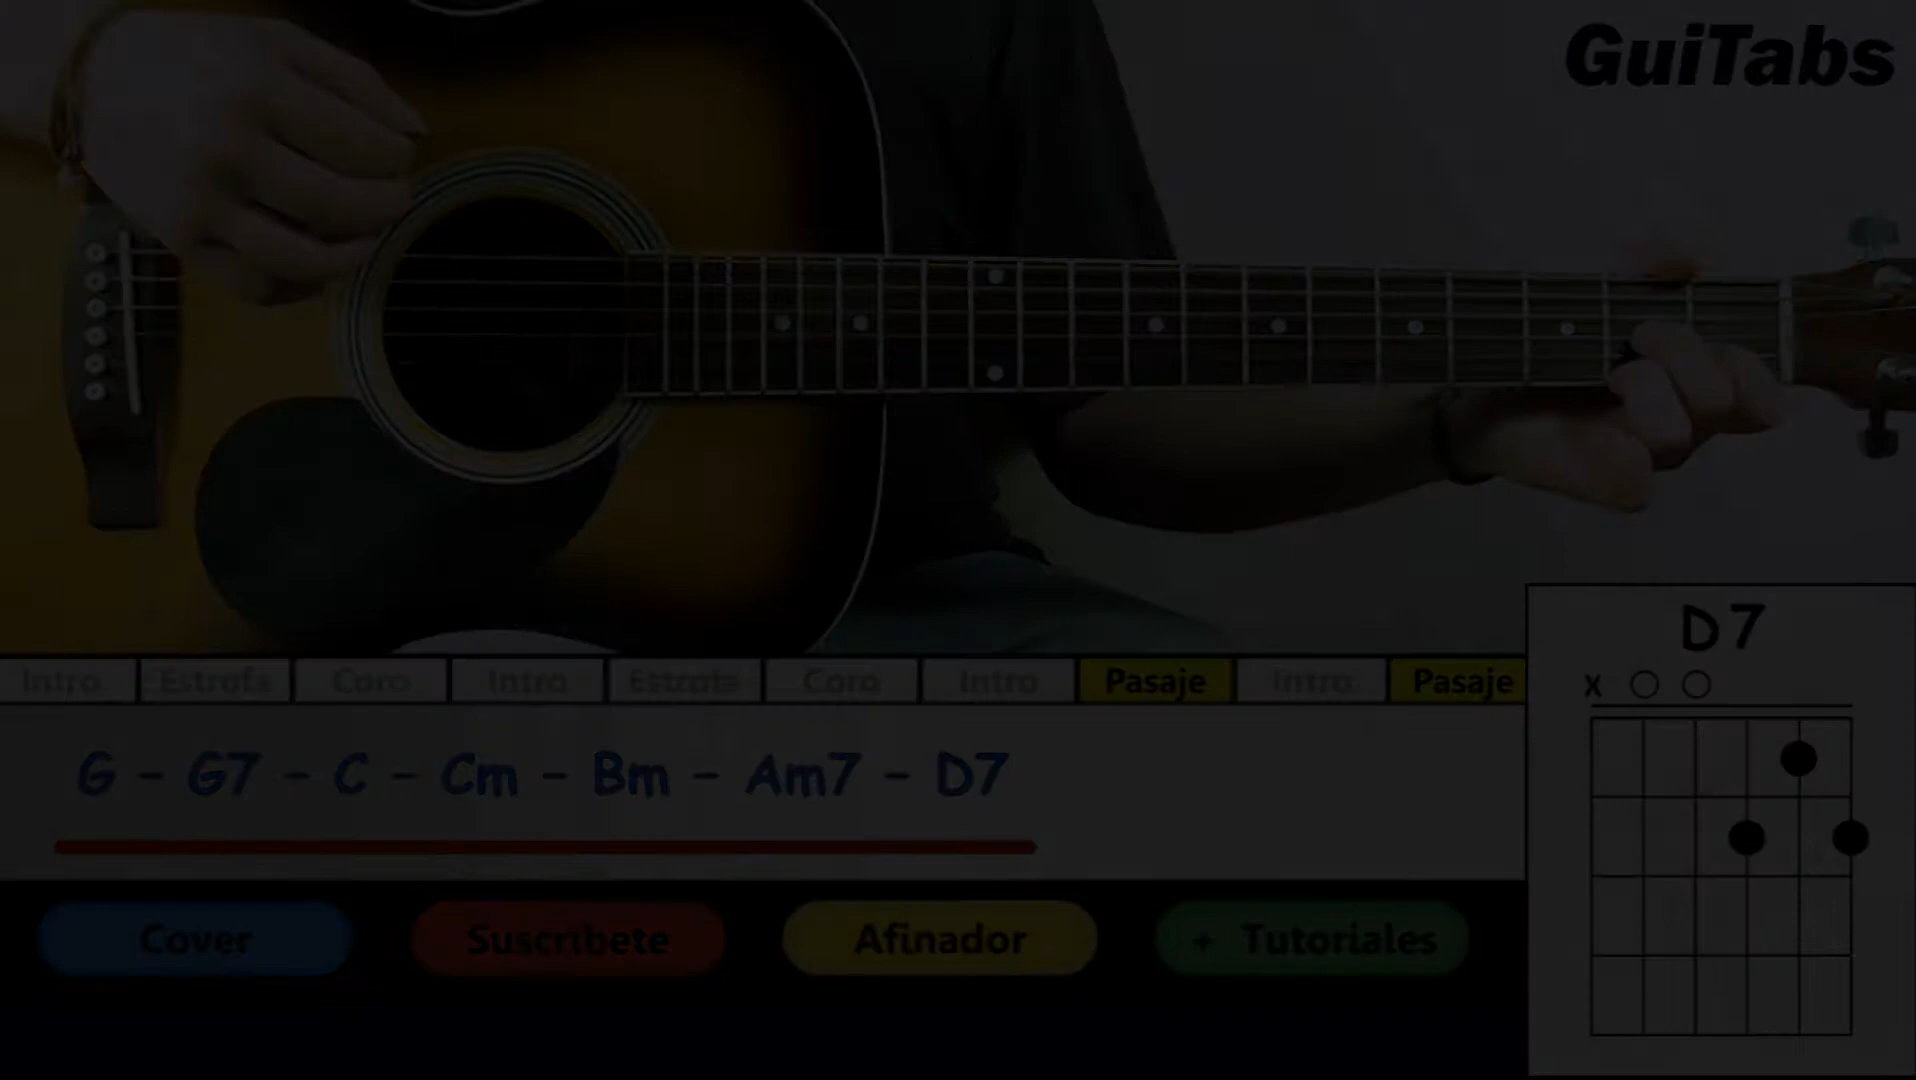 GuiTabs
Intro Estrofa Coro Intro Estrofa Coro Intro Pasaje Intro Pasaje
D7
x
G - G7 - C - Cm - Bm - Am7 - D7
Cover Suscribete Afinador + Tutoriales